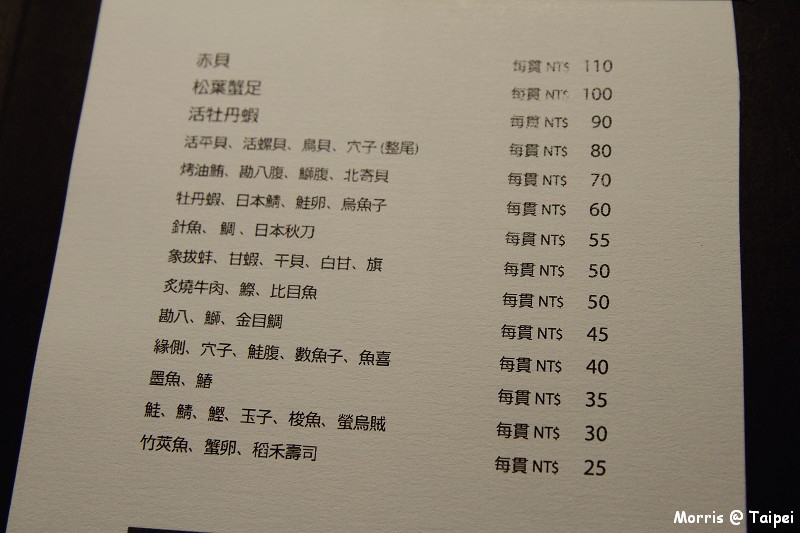 赤貝 每貫 NT$ 110
松葉蟹足 每貫 NT$ 100
活牡丹蝦 每貫 NT$ 90
活平貝、活螺貝、鳥貝、穴子(整尾) 每貫 NT$ 80
烤油鮪、勘八腹、鰤腹、北寄貝 每貫 NT$ 70
牡丹蝦、日本鯖、鮭卵、烏魚子 每貫 NT$ 60
針魚、鯛、日本秋刀 每貫 NT$ 55
象拔蚌、甘蝦、干貝、白甘、旗 每貫 NT$ 50
炙燒牛肉、鰶、比目魚 每貫 NT$ 50
勘八、鰤、金目鯛 每貫 NT$ 45
緣側、穴子、鮭腹、數魚子、魚喜 每貫 NT$ 40
墨魚、鰆 每貫 NT$ 35
鮭、鯖、鰹、玉子、梭魚、螢烏賊 每貫 NT$ 30
竹莢魚、蟹卵、稻禾壽司 每貫 NT$ 25
Morris @ Taipei